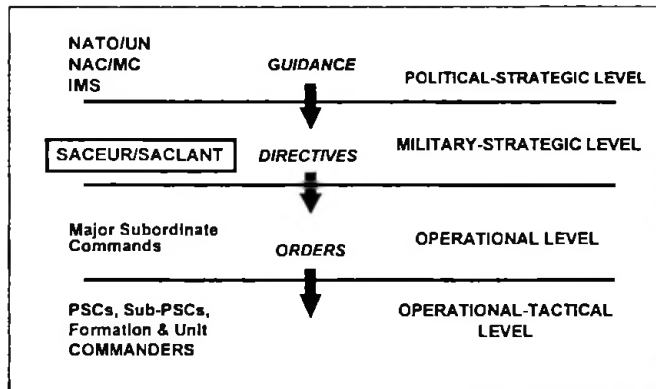 NATO/UN
NAC/MC
IMS
GUIDANCE
POLITICAL-STRATEGIC LEVEL
SACEUR/SACLANT
DIRECTIVES
MILITARY-STRATEGIC LEVEL
Major Subordinate
Commands
ORDERS
OPERATIONAL LEVEL
PSCs, Sub-PSCs,
Formation & Unit
COMMANDERS
OPERATIONAL-TACTICAL
LEVEL